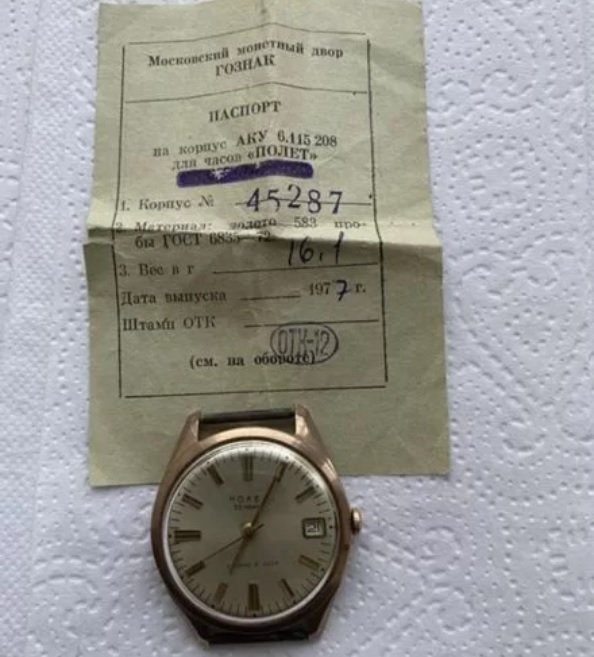 Московский монетный двор
ГОЗНАК
ПАСПОРТ
на корпус АКУ 6.115 208
для часов «ПОЛЕТ»
1. Корпус № 45287
2. Материал: золото 583 про-
бы ГОСТ 6835—72
3. Вес в г 16,1
Дата выпуска 1977 г.
Штамп ОТК
ОТК-12
(см. на обороте)